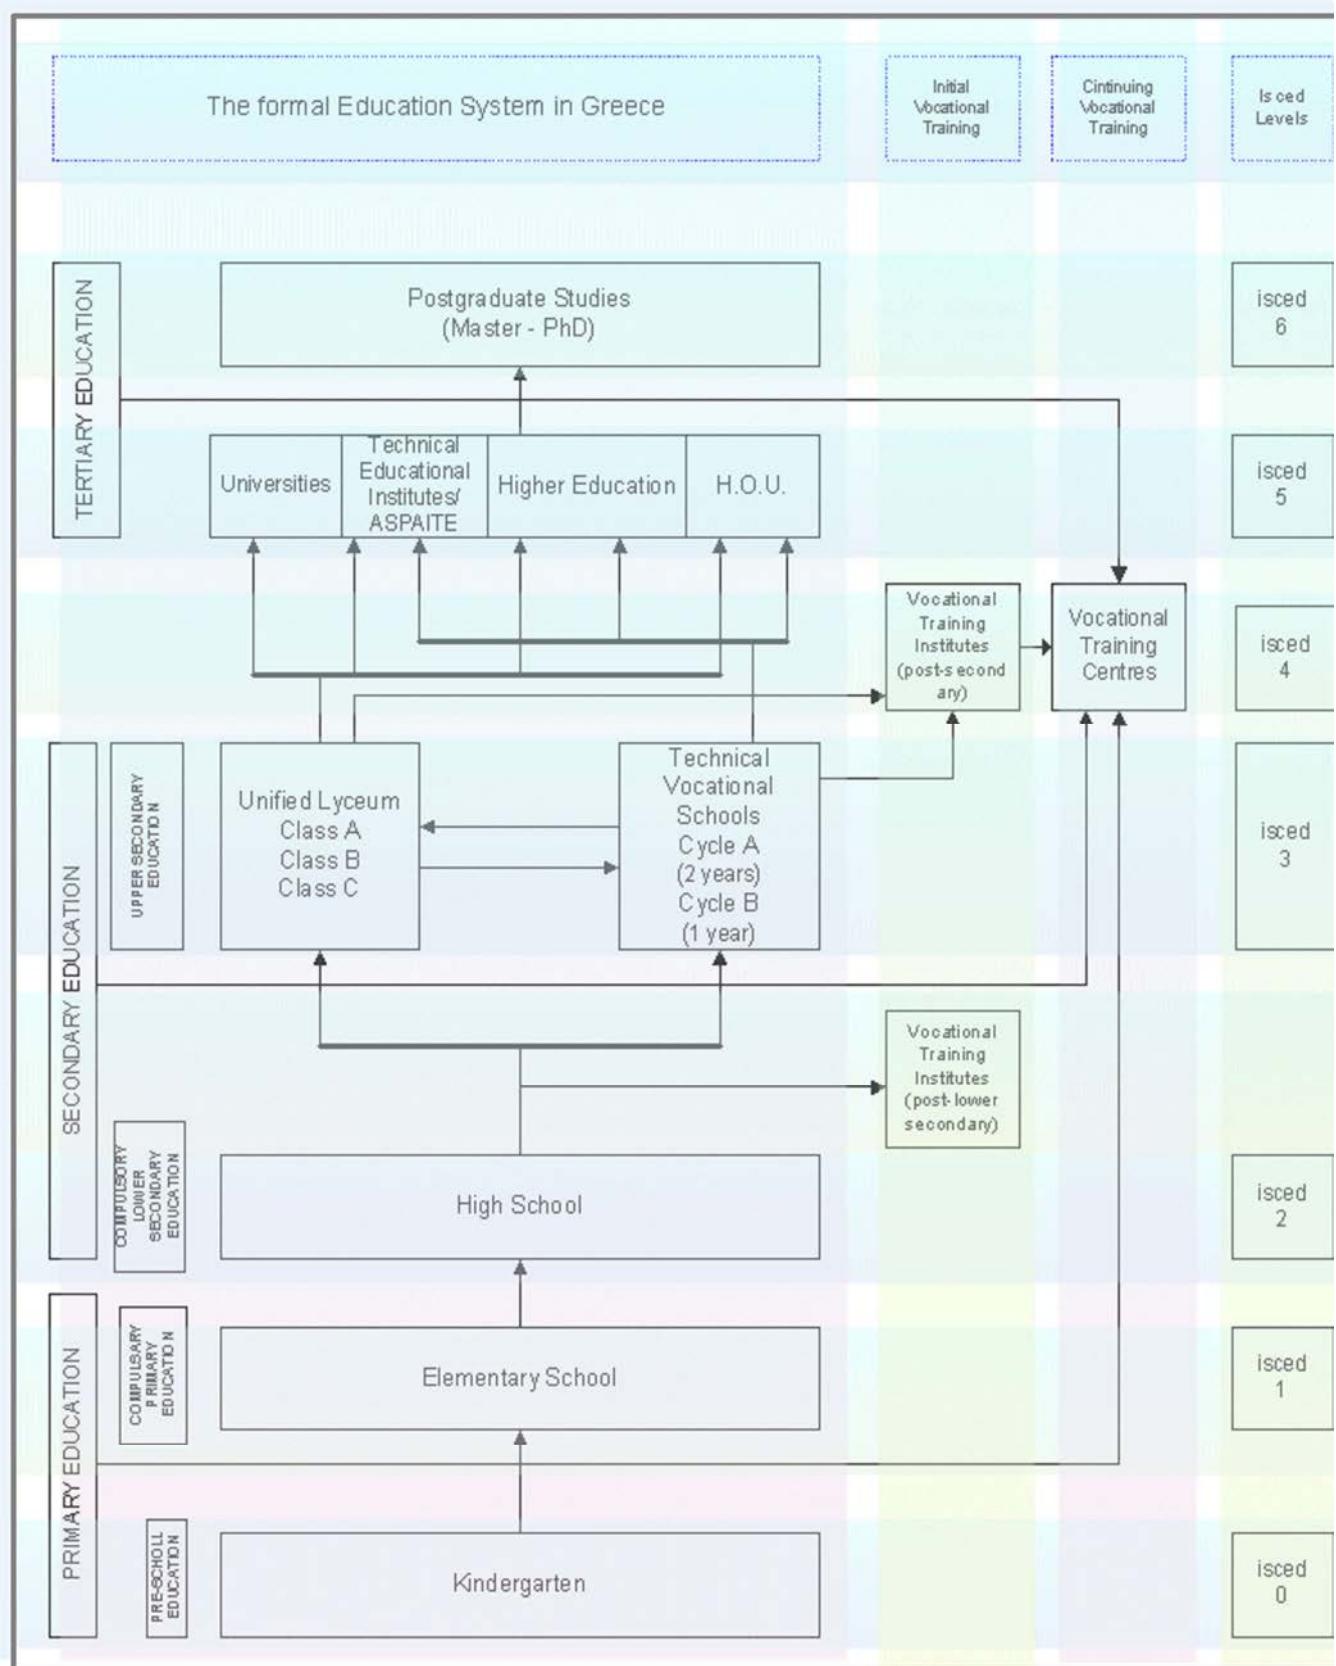 The formal Education System in Greece
Initial
Vocational
Training
Cintinuing
Vocational
Training
Is ced
Levels
TERTIARY EDUCATION
Postgraduate Studies
(Master - PhD)
isced
6
Universities
Technical
Educational
Institutes/
ASPAITE
Higher Education
H.O.U.
isced
5
Vocational
Training
Institutes
(post-second
ary)
Vocational
Training
Centres
isced
4
SECONDARY EDUCATION
UPPER SECONDARY
EDUCATION
Unified Lyceum
Class A
Class B
Class C
Technical
Vocational
Schools
Cycle A
(2 years)
Cycle B
(1 year)
isced
3
Vocational
Training
Institutes
(post-lower
secondary)
COMPULSORY
LOWER
SECONDARY
EDUCATION
High School
isced
2
PRIMARY EDUCATION
COMPULSARY
PRIMARY
EDUCATION
Elementary School
isced
1
PRE-SCHOLL
EDUCATION
Kindergarten
isced
0